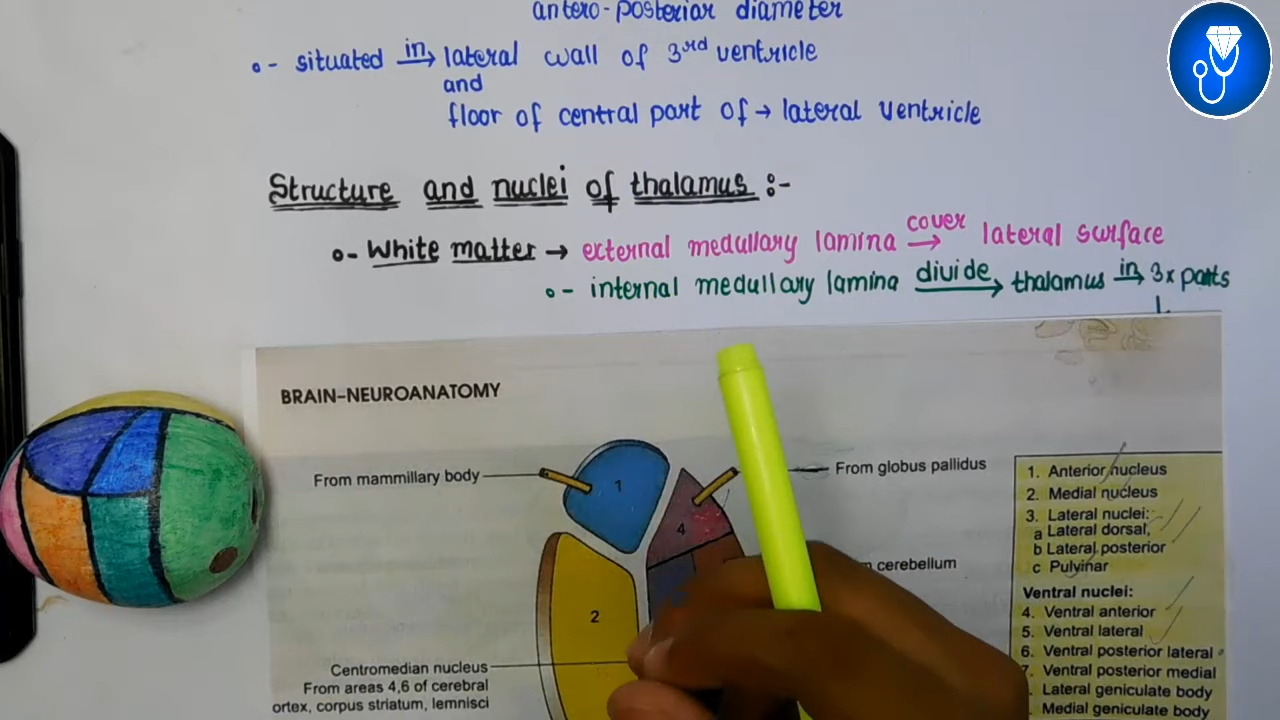 antero-posterior diameter
o- situated in→ lateral wall of 3rd ventricle
and
floor of central part of → lateral ventricle
Structure and nuclei of thalamus :-
o- White matter → external medullary lamina cover→ lateral surface
o- internal medullary lamina divide→ thalamus in→ 3x parts
BRAIN–NEUROANATOMY
From mammillary body
1
From globus pallidus
4
cerebellum
2
Centromedian nucleus
From areas 4,6 of cerebral
ortex, corpus striatum, lemnisci
1. Anterior nucleus
2. Medial nucleus
3. Lateral nuclei:
a Lateral dorsal,
b Lateral posterior
c Pulvinar
Ventral nuclei:
4. Ventral anterior
5. Ventral lateral
6. Ventral posterior lateral
7. Ventral posterior medial
Lateral geniculate body
Medial geniculate body